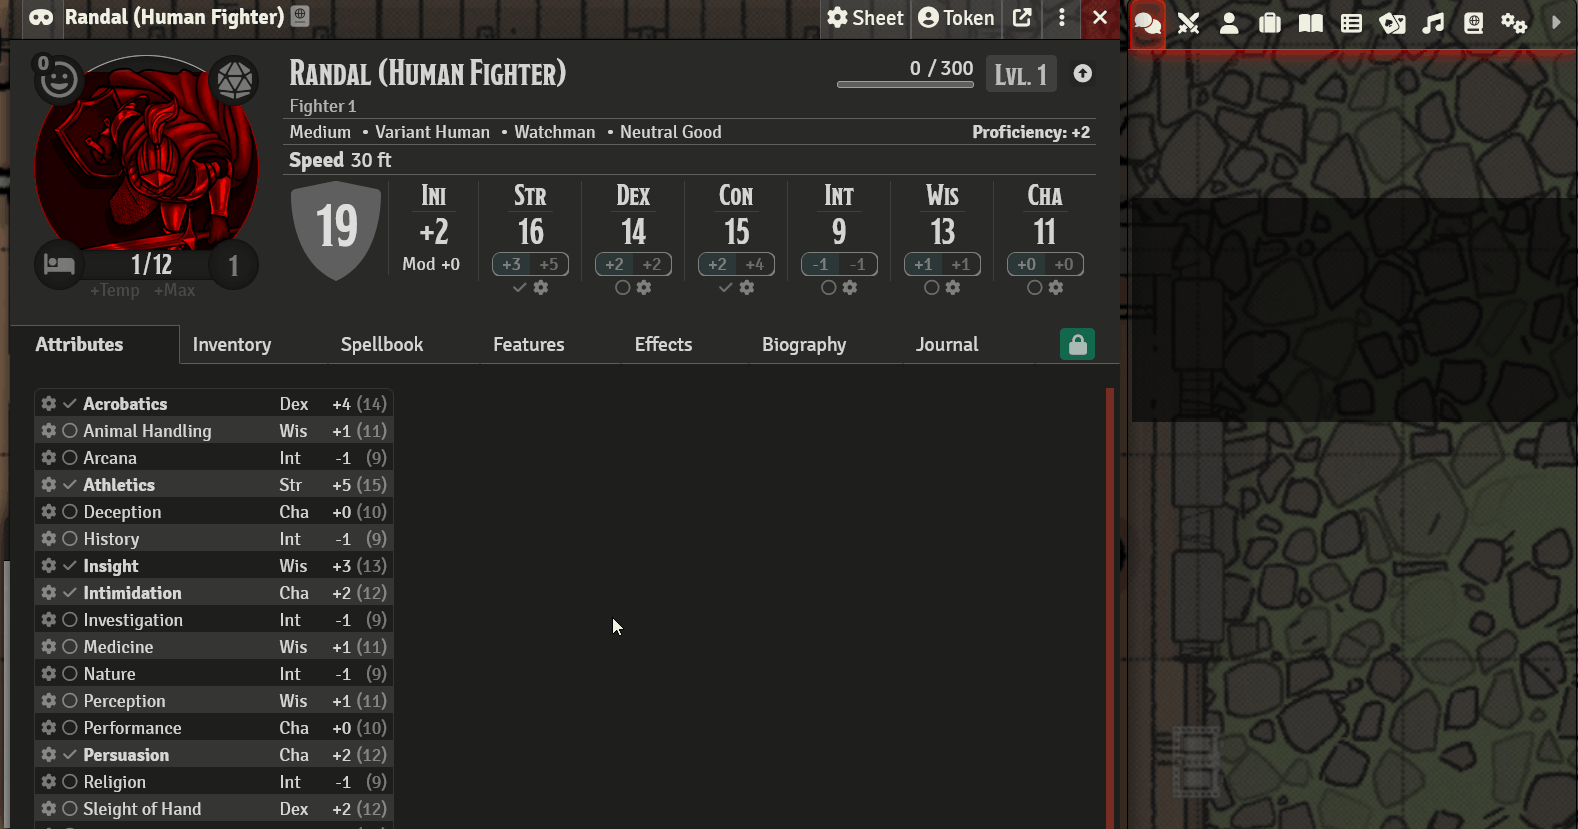 Randal (Human Fighter) Sheet Token
0
RANDAL (HUMAN FIGHTER) 0 / 300 LVL. 1
Fighter 1
Medium • Variant Human • Watchman • Neutral Good Proficiency: +2
Speed 30 ft
19 INI STR DEX CON INT WIS CHA
+2 16 14 15 9 13 11
1/12 1 Mod +0 +3 +5 +2 +2 +2 +4 -1 -1 +1 +1 +0 +0
+Temp +Max
Attributes Inventory Spellbook Features Effects Biography Journal
Acrobatics Dex +4 (14)
Animal Handling Wis +1 (11)
Arcana Int -1 (9)
Athletics Str +5 (15)
Deception Cha +0 (10)
History Int -1 (9)
Insight Wis +3 (13)
Intimidation Cha +2 (12)
Investigation Int -1 (9)
Medicine Wis +1 (11)
Nature Int -1 (9)
Perception Wis +1 (11)
Performance Cha +0 (10)
Persuasion Cha +2 (12)
Religion Int -1 (9)
Sleight of Hand Dex +2 (12)